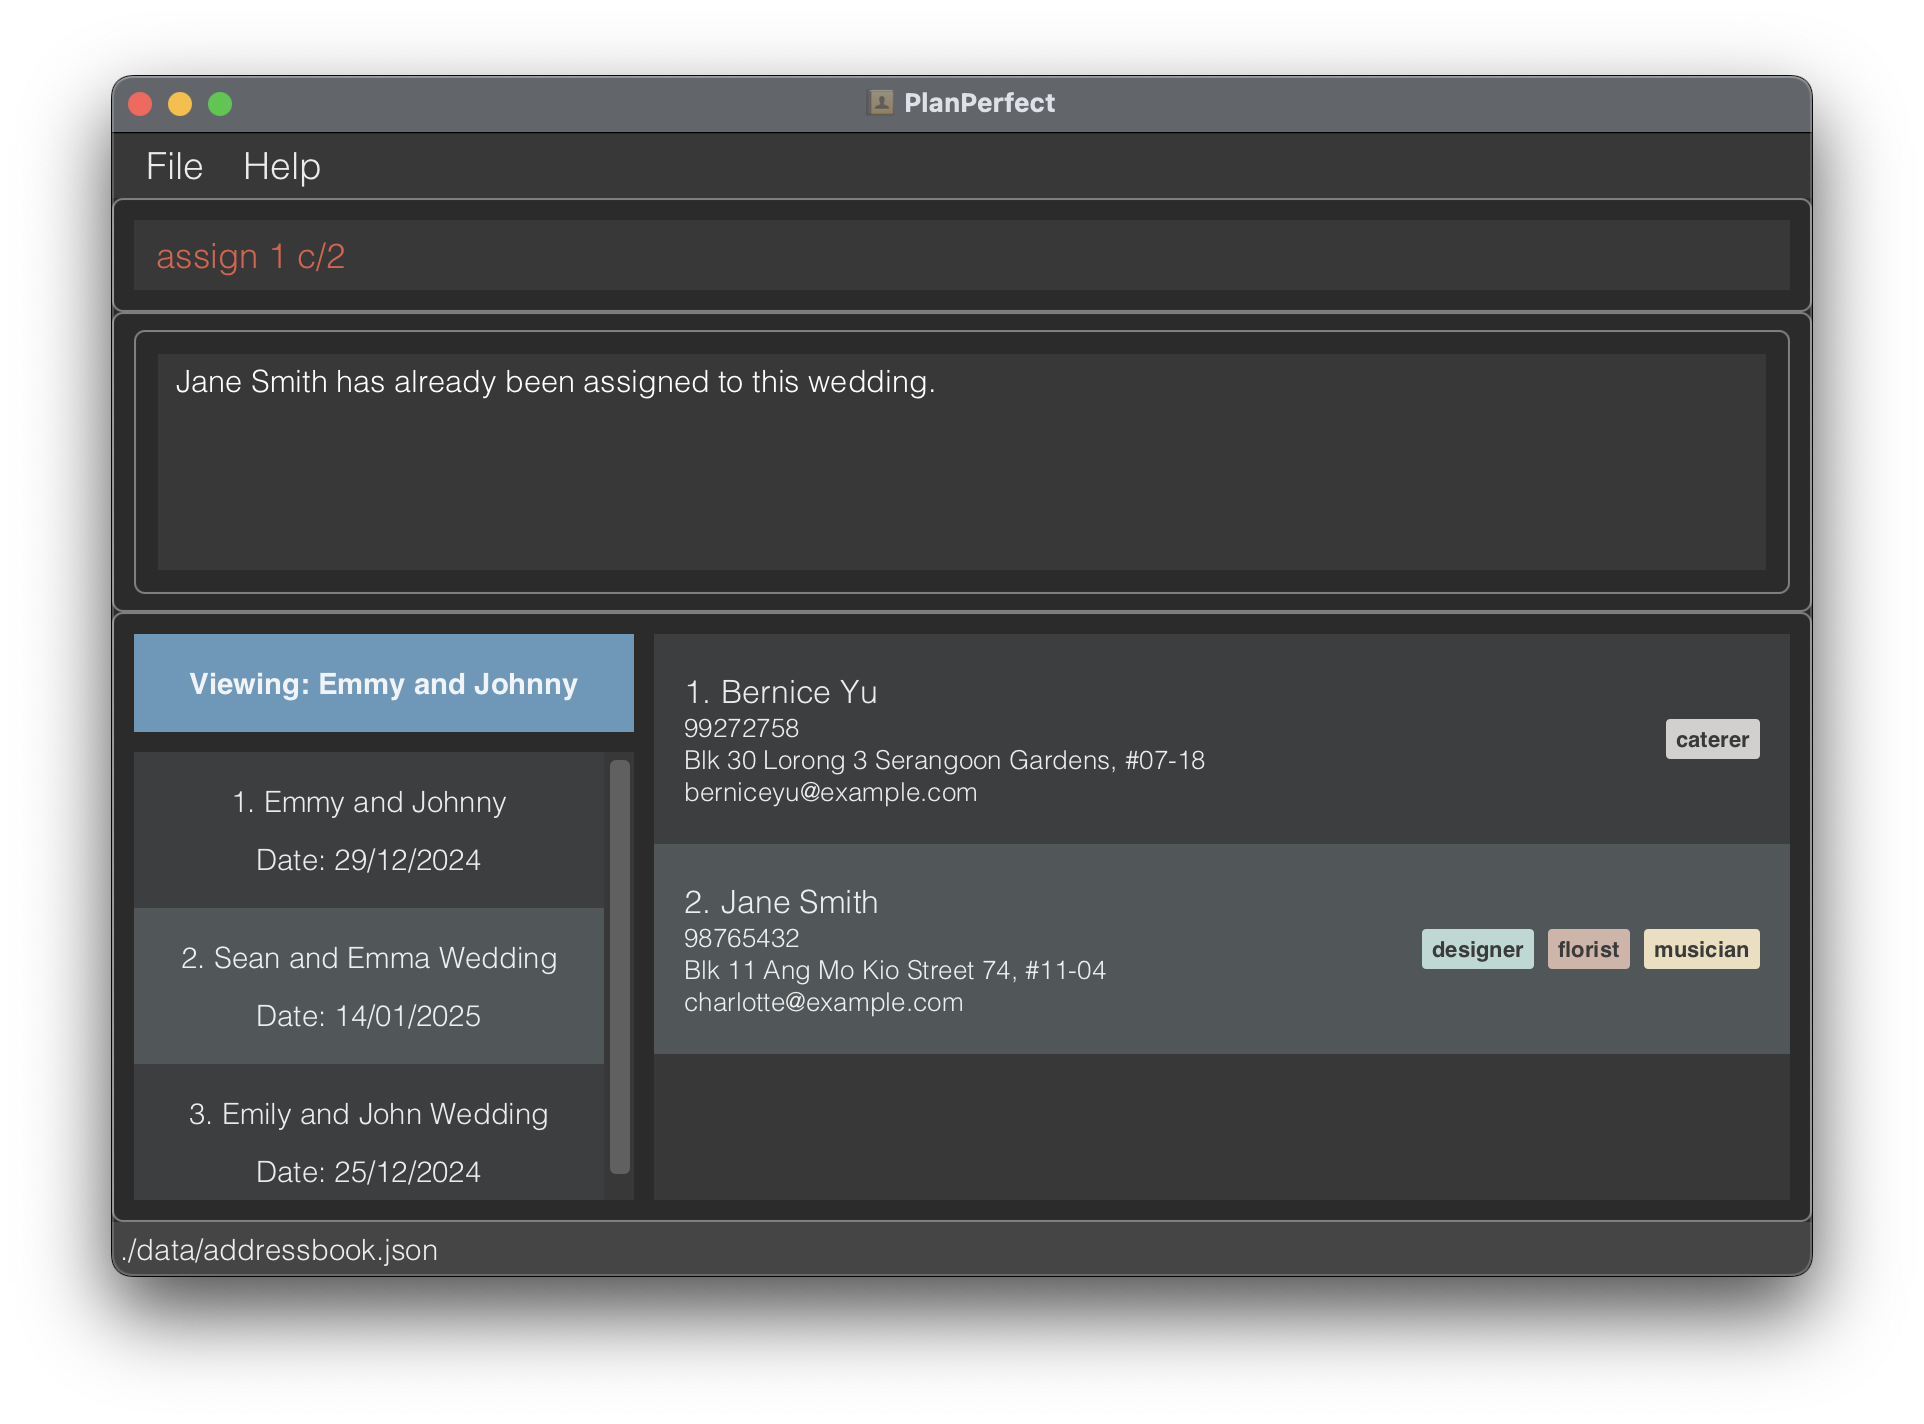 PlanPerfect
File Help
assign 1 c/2
Jane Smith has already been assigned to this wedding.
Viewing: Emmy and Johnny
1. Emmy and Johnny
Date: 29/12/2024
2. Sean and Emma Wedding
Date: 14/01/2025
3. Emily and John Wedding
Date: 25/12/2024
1. Bernice Yu
99272758
Blk 30 Lorong 3 Serangoon Gardens, #07-18
berniceyu@example.com
caterer
2. Jane Smith
98765432
Blk 11 Ang Mo Kio Street 74, #11-04
charlotte@example.com
designer florist musician
./data/addressbook.json